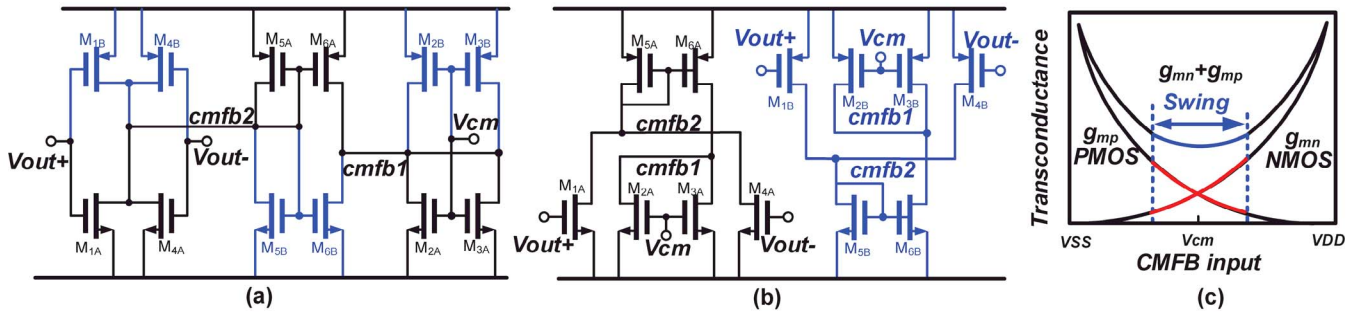 (a)
M1B
M4B
M5A
M6A
M2B
M3B
cmfb2
Vcm
Vout+
Vout-
cmfb1
M1A
M4A
M5B
M6B
M2A
M3A
(b)
M5A
M6A
Vout+
Vcm
Vout-
M1B
M2B
M3B
M4B
cmfb1
cmfb2
cmfb1
cmfb2
M1A
M2A
M3A
M4A
Vout+
Vcm
Vout-
M5B
M6B
Transconductance
gmn+gmp
Swing
gmp
PMOS
gmn
NMOS
VSS
Vcm
VDD
CMFB input
(c)